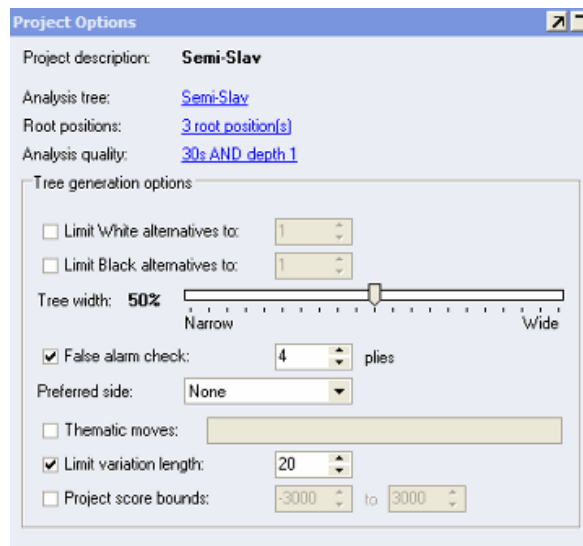 Project Options
Project description: Semi-Slav
Analysis tree: Semi-Slav
Root positions: 3 root position(s)
Analysis quality: 30s AND depth 1
Tree generation options
Limit White alternatives to: 1
Limit Black alternatives to: 1
Tree width: 50%
Narrow Wide
False alarm check: 4 plies
Preferred side: None
Thematic moves:
Limit variation length: 20
Project score bounds: -3000 to 3000